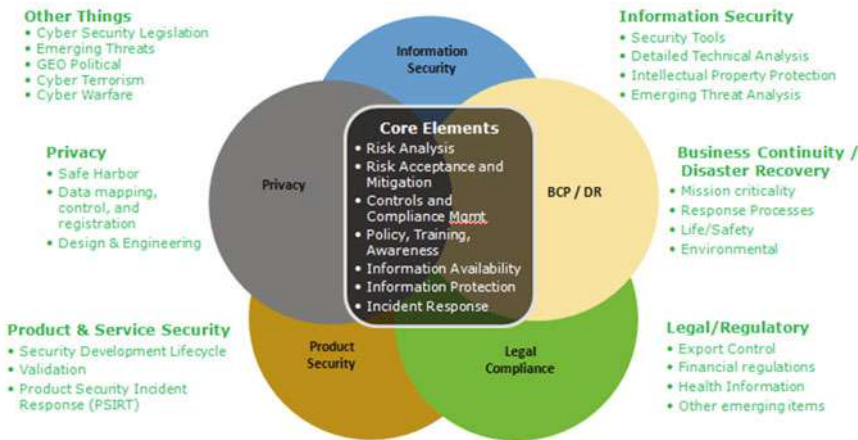 Other Things
• Cyber Security Legislation
• Emerging Threats
• GEO Political
• Cyber Terrorism
• Cyber Warfare
Information Security
• Security Tools
• Detailed Technical Analysis
• Intellectual Property Protection
• Emerging Threat Analysis
Information
Security
Privacy
• Safe Harbor
• Data mapping,
control, and
registration
• Design & Engineering
Privacy
Core Elements
• Risk Analysis
• Risk Acceptance and
Mitigation
• Controls and
Compliance Mgmt
• Policy, Training,
Awareness
• Information Availability
• Information Protection
• Incident Response
BCP / DR
Business Continuity /
Disaster Recovery
• Mission criticality
• Response Processes
• Life/Safety
• Environmental
Product & Service Security
• Security Development Lifecycle
• Validation
• Product Security Incident
Response (PSIRT)
Product
Security
Legal
Compliance
Legal/Regulatory
• Export Control
• Financial regulations
• Health Information
• Other emerging items